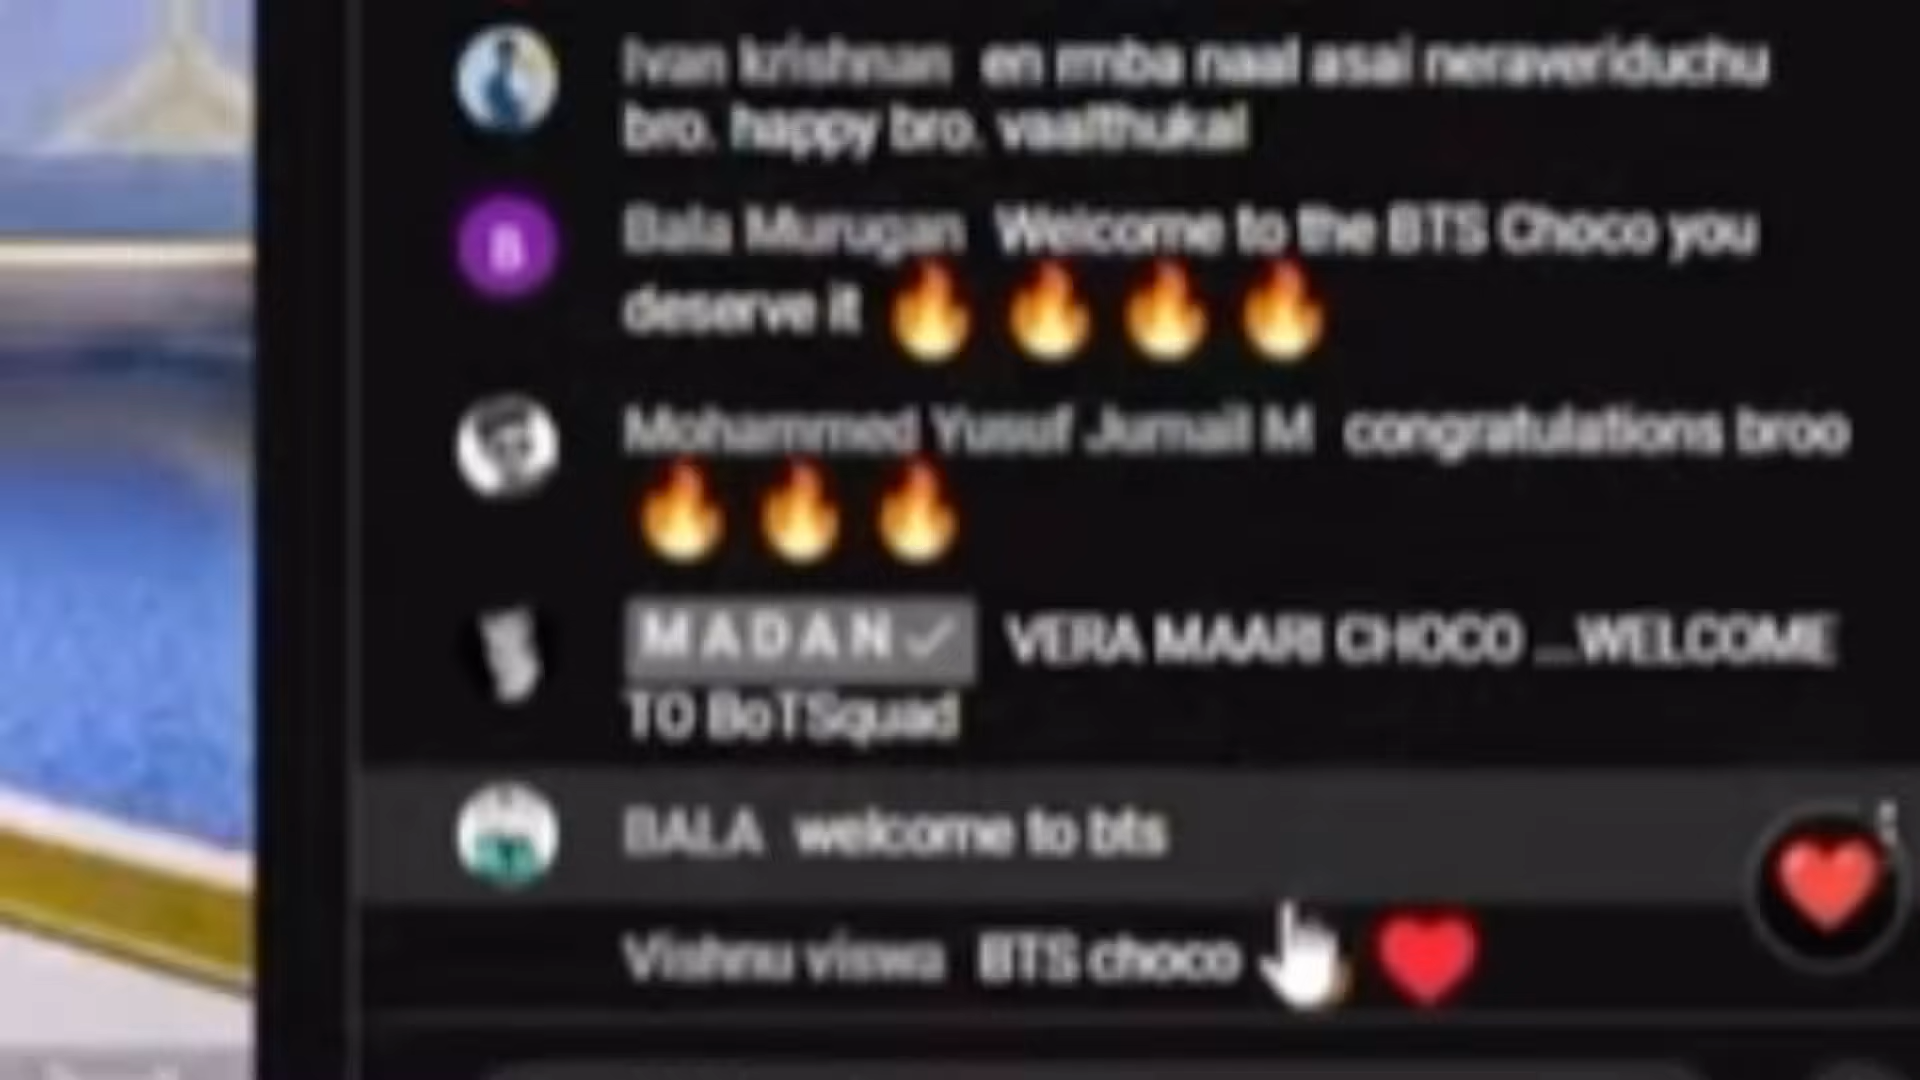 Ivan krishnan en rmba naal asai neraveriduchu
bro. happy bro. vaalthukal
B
Bala Murugan Welcome to the BTS Choco you
deserve it 🔥 🔥 🔥 🔥
Mohammed Yusuf Jumail M congratulations broo
🔥 🔥 🔥
MADAN✓ VERA MAARI CHOCO ...WELCOME
TO BoTSquad
BALA welcome to bts
Vishnu viswa BTS choco ❤️